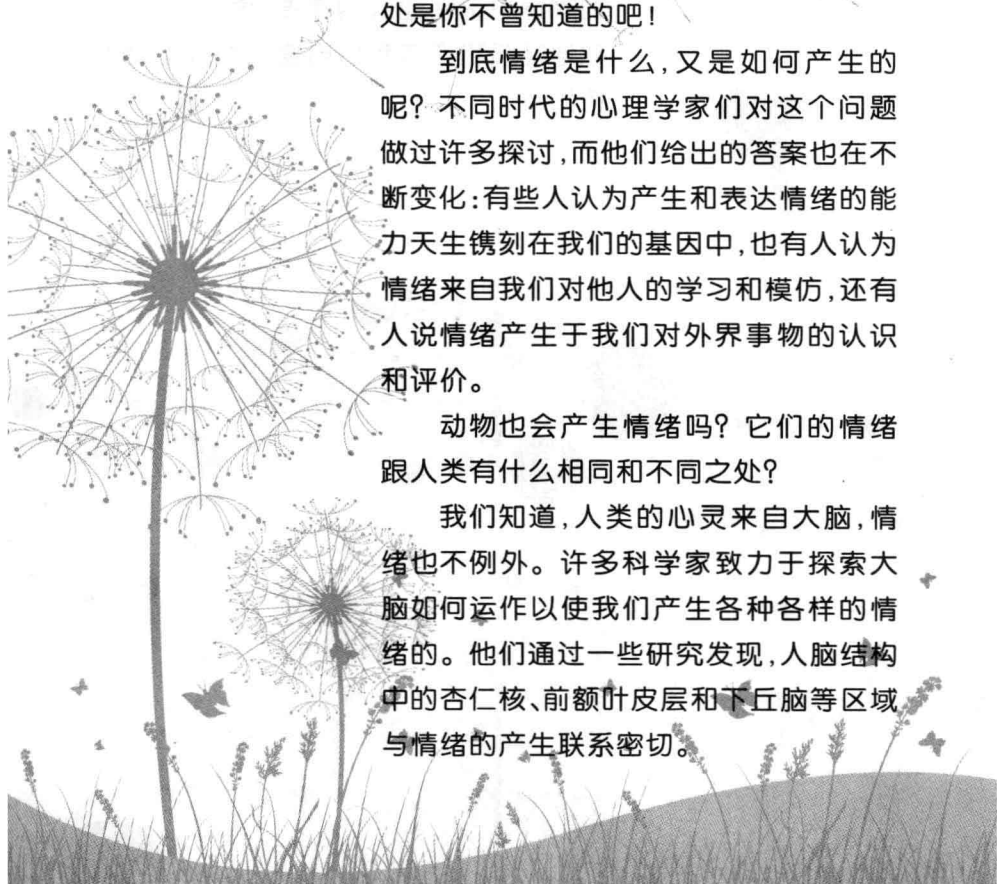 处是你不曾知道的吧!
到底情绪是什么,又是如何产生的
呢?不同时代的心理学家们对这个问题
做过许多探讨,而他们给出的答案也在不
断变化:有些人认为产生和表达情绪的能
力天生镌刻在我们的基因中,也有人认为
情绪来自我们对他人的学习和模仿,还有
人说情绪产生于我们对外界事物的认识
和评价。
动物也会产生情绪吗?它们的情绪
跟人类有什么相同和不同之处?
我们知道,人类的心灵来自大脑,情
绪也不例外。许多科学家致力于探索大
脑如何运作以使我们产生各种各样的情
绪的。他们通过一些研究发现,人脑结构
中的杏仁核、前额叶皮层和下丘脑等区域
与情绪的产生联系密切。